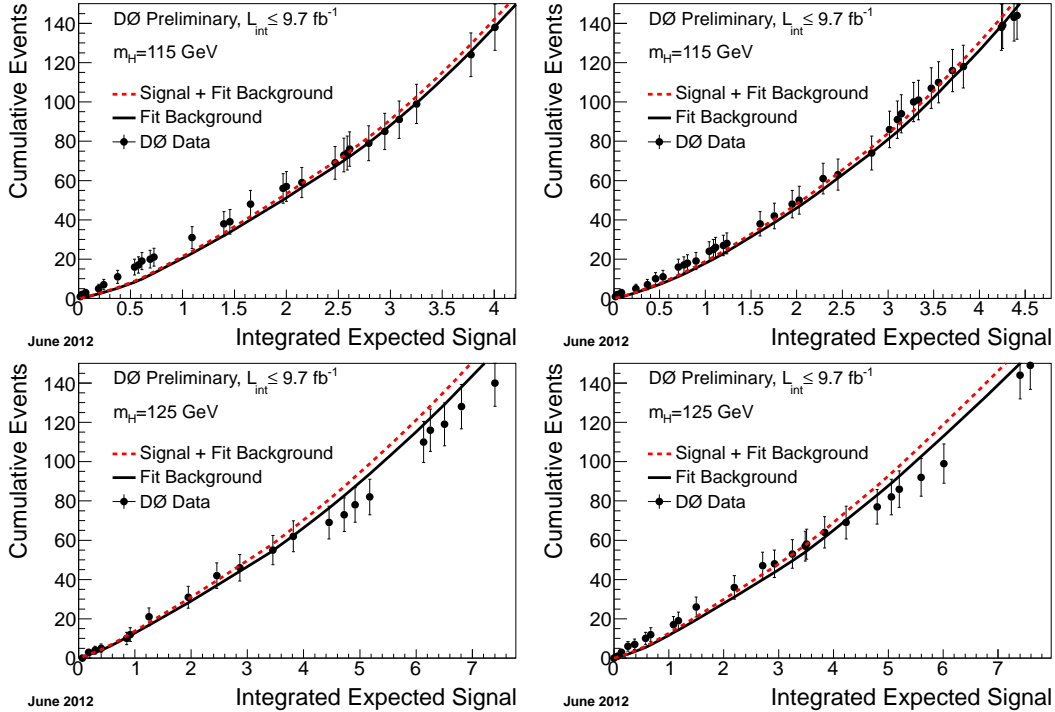 DØ Preliminary, L_int ≤ 9.7 fb⁻¹
m_H=115 GeV
Signal + Fit Background
Fit Background
DØ Data
Cumulative Events
0 20 40 60 80 100 120 140
0 0.5 1 1.5 2 2.5 3 3.5 4
Integrated Expected Signal
June 2012
DØ Preliminary, L_int ≤ 9.7 fb⁻¹
m_H=115 GeV
Signal + Fit Background
Fit Background
DØ Data
Cumulative Events
0 20 40 60 80 100 120 140
0 0.5 1 1.5 2 2.5 3 3.5 4 4.5
Integrated Expected Signal
June 2012
DØ Preliminary, L_int ≤ 9.7 fb⁻¹
m_H=125 GeV
Signal + Fit Background
Fit Background
DØ Data
Cumulative Events
0 20 40 60 80 100 120 140
0 1 2 3 4 5 6 7
Integrated Expected Signal
June 2012
DØ Preliminary, L_int ≤ 9.7 fb⁻¹
m_H=125 GeV
Signal + Fit Background
Fit Background
DØ Data
Cumulative Events
0 20 40 60 80 100 120 140
0 1 2 3 4 5 6 7
Integrated Expected Signal
June 2012